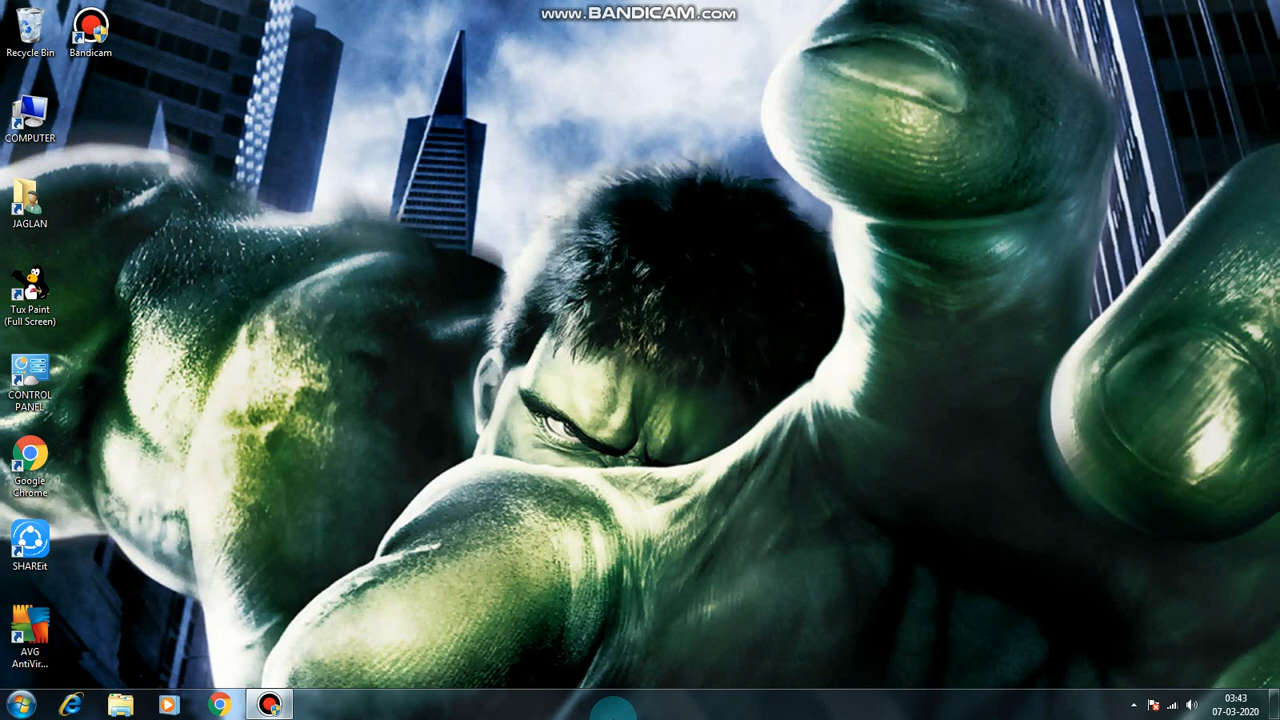 www.BANDICAM.com
Recycle Bin
Bandicam
COMPUTER
JAGLAN
Tux Paint
(Full Screen)
CONTROL
PANEL
Google
Chrome
SHAREit
AVG
AntiVir...
03:43
07-03-2020